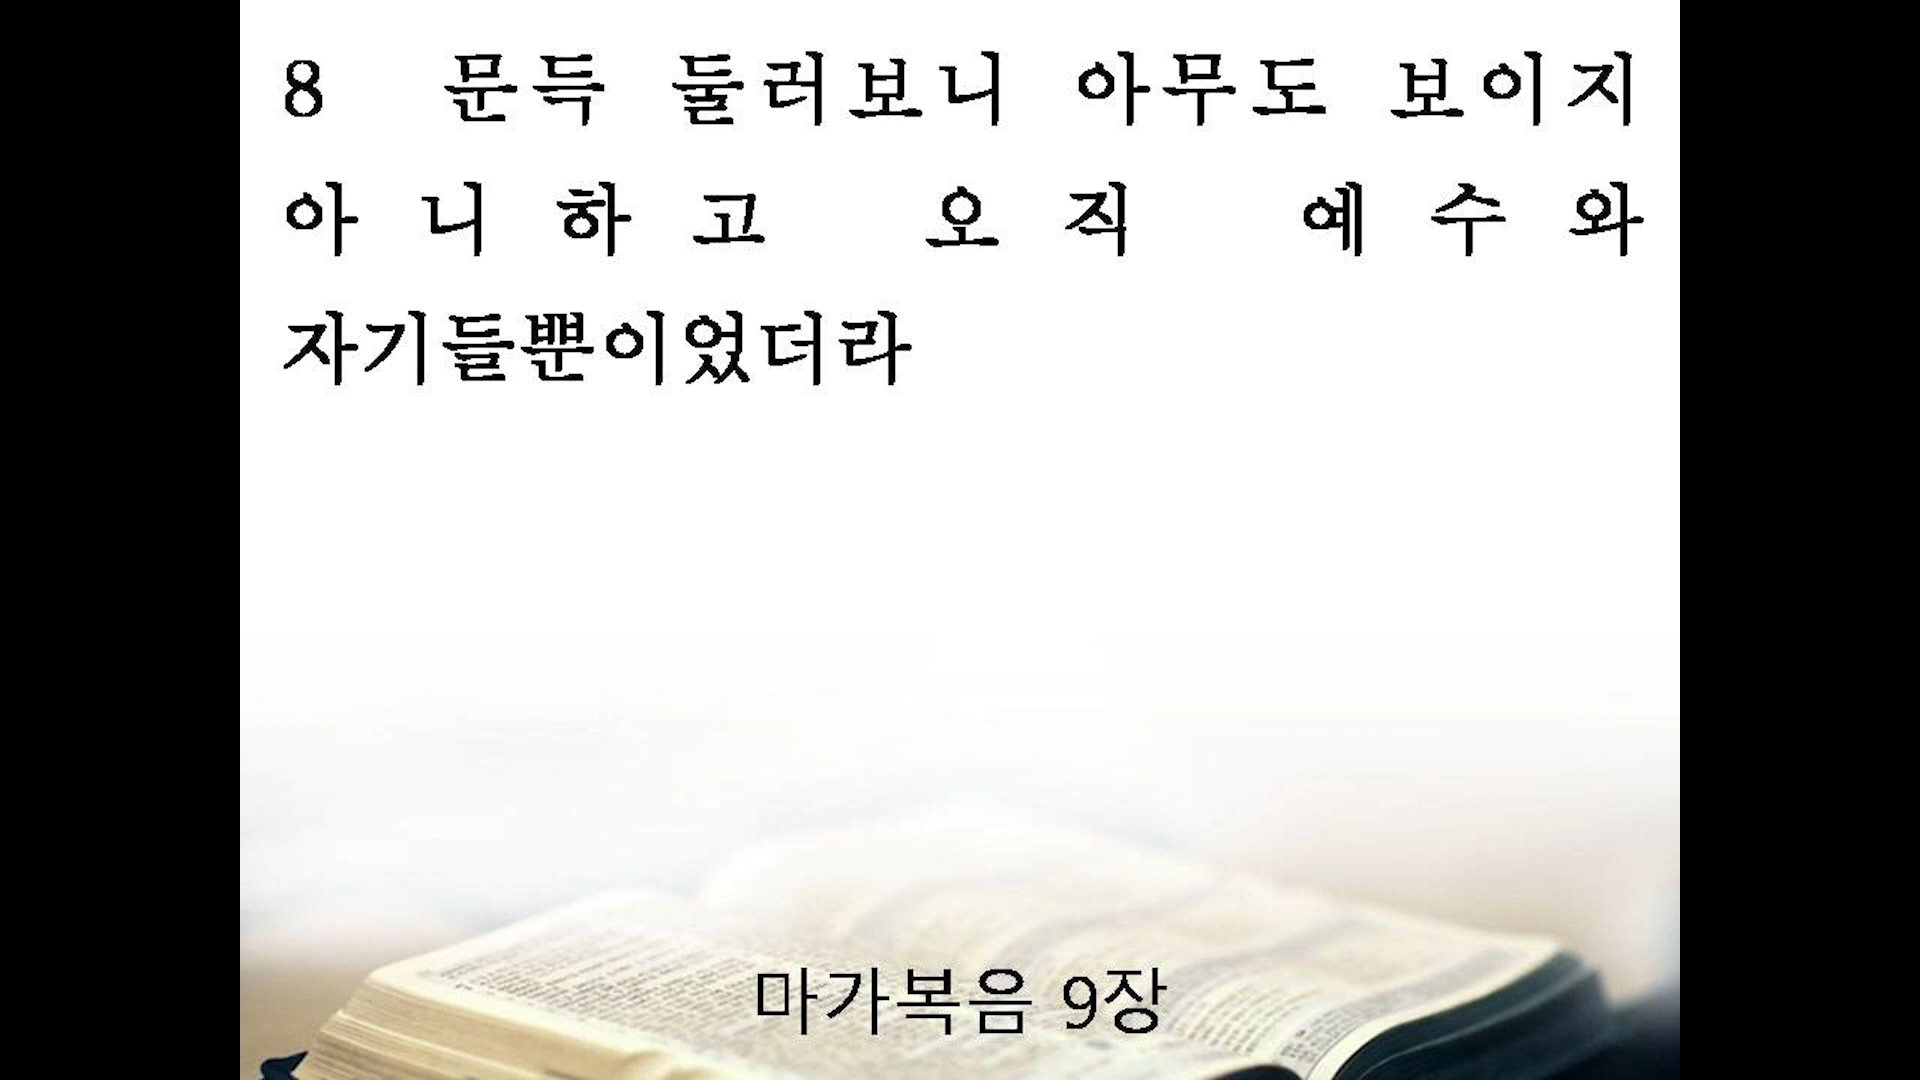 8 문득 둘러보니 아무도 보이지
아니하고 오직 예수와
자기들뿐이었더라
마가복음 9장